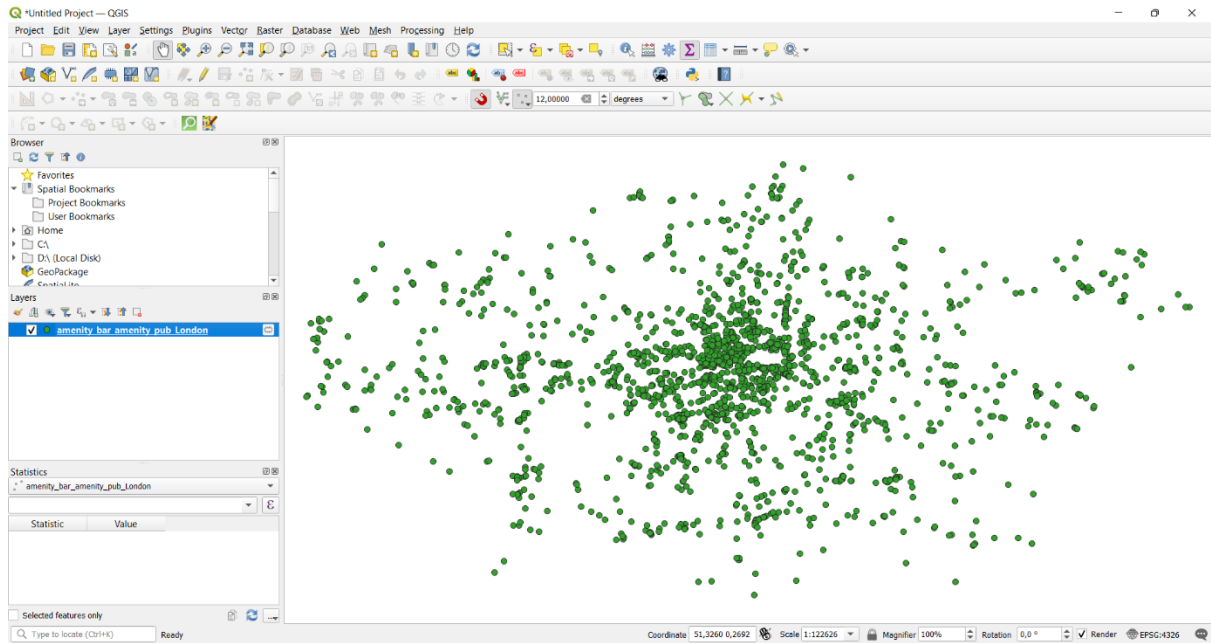 *Untitled Project — QGIS
Project Edit View Layer Settings Plugins Vector Raster Database Web Mesh Processing Help
12,00000 degrees
Browser
Favorites
Spatial Bookmarks
Project Bookmarks
User Bookmarks
Home
C:\
D:\ (Local Disk)
GeoPackage
SpatiaLite
Layers
amenity_bar_amenity_pub_London
Statistics
amenity_bar_amenity_pub_London
ε
Statistic Value
Selected features only
Type to locate (Ctrl+K) Ready Coordinate 51,3260 0,2692 Scale 1:122626 Magnifier 100% Rotation 0,0 ° Render EPSG:4326